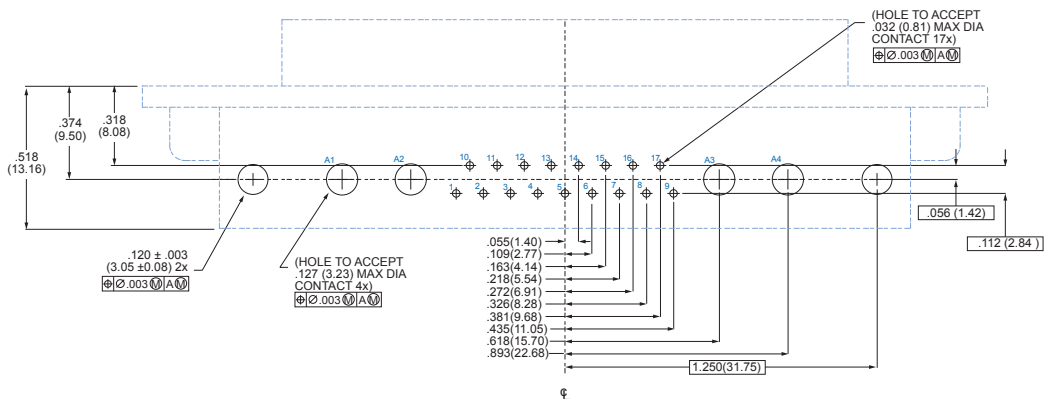 (HOLE TO ACCEPT
.032 (0.81) MAX DIA
CONTACT 17x)
⌖ Ø.003 Ⓜ A Ⓜ
.518
(13.16)
.374
(9.50)
.318
(8.08)
10 11 12 13 14 15 16 17
A1 A2 A3 A4
1 2 3 4 5 6 7 8 9
.056 (1.42)
.112 (2.84)
.120 ± .003
(3.05 ±0.08) 2x
⌖ Ø.003 Ⓜ A Ⓜ
(HOLE TO ACCEPT
.127 (3.23) MAX DIA
CONTACT 4x)
⌖ Ø.003 Ⓜ A Ⓜ
.055(1.40)
.109(2.77)
.163(4.14)
.218(5.54)
.272(6.91)
.326(8.28)
.381(9.68)
.435(11.05)
.618(15.70)
.893(22.68)
1.250(31.75)
℄